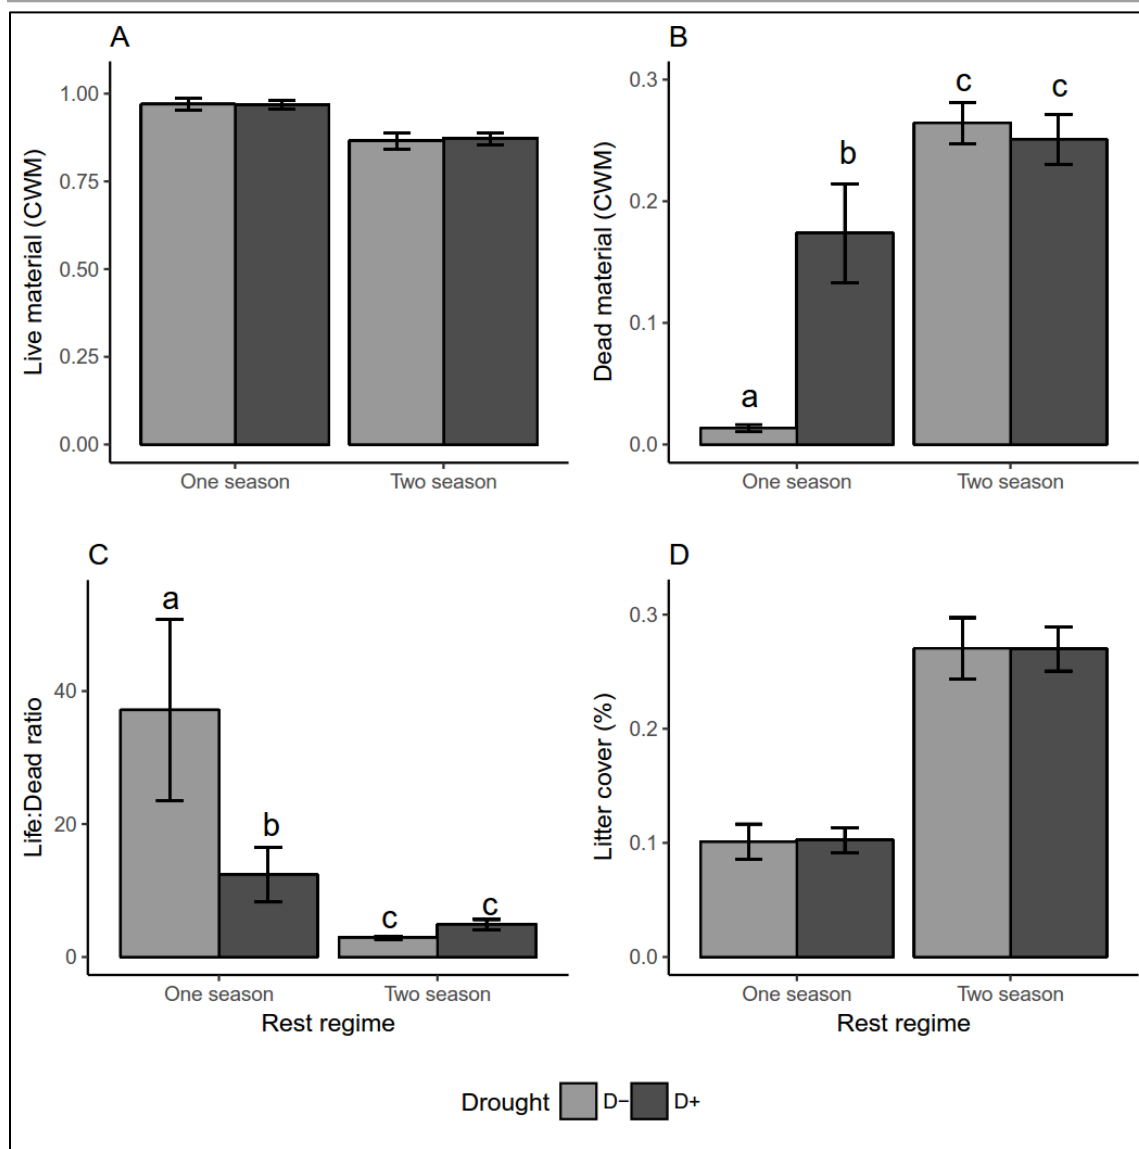 A
Live material (CWM)
1.00
0.75
0.50
0.25
0.00
One season
Two season
B
Dead material (CWM)
0.3
0.2
0.1
0.0
a
b
c
c
One season
Two season
C
Life:Dead ratio
40
20
0
a
b
c
c
One season
Two season
Rest regime
D
Litter cover (%)
0.3
0.2
0.1
0.0
One season
Two season
Rest regime
Drought D− D+